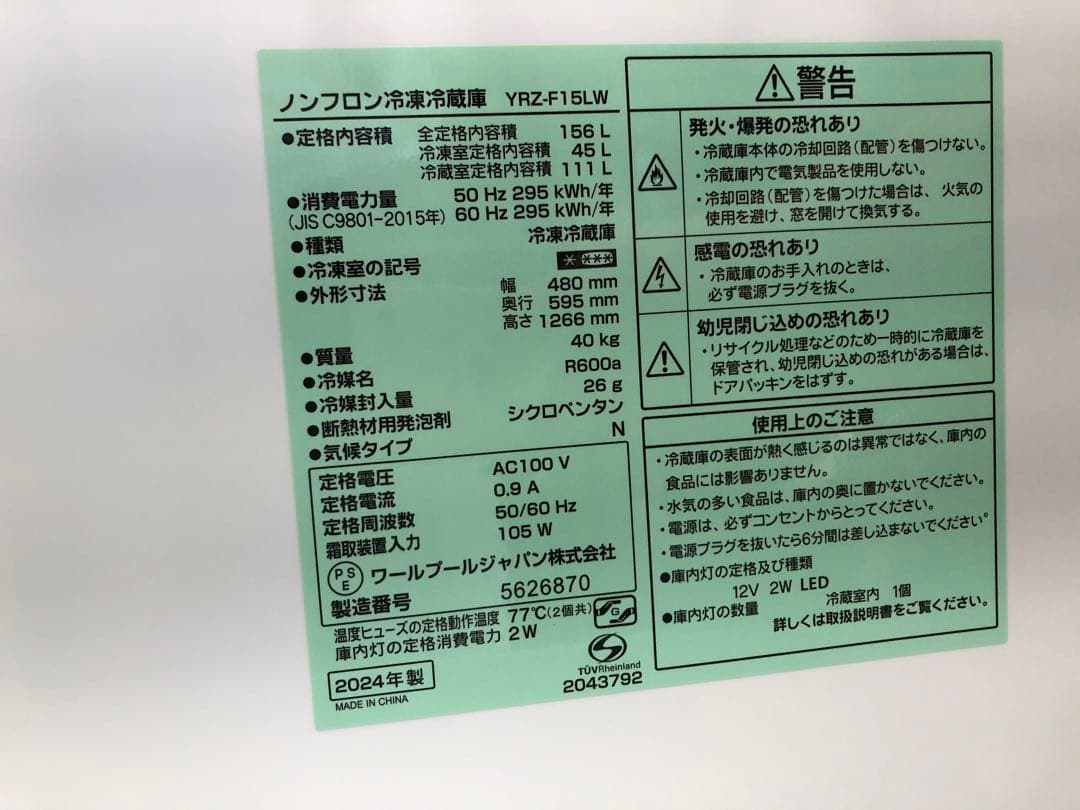 ノンフロン冷凍冷蔵庫 YRZ-F15LW
●定格内容積 全定格内容積 156 L
冷凍室定格内容積 45 L
冷蔵室定格内容積 111 L
●消費電力量 50 Hz 295 kWh/年
(JIS C9801-2015年) 60 Hz 295 kWh/年
●種類 冷凍冷蔵庫
●冷凍室の記号 * ***
●外形寸法 幅 480 mm
奥行 595 mm
高さ 1266 mm
●質量 40 kg
●冷媒名 R600a
●冷媒封入量 26 g
●断熱材用発泡剤 シクロペンタン
●気候タイプ N
定格電圧 AC100 V
定格電流 0.9 A
定格周波数 50/60 Hz
霜取装置入力 105 W
PSE ワールプールジャパン株式会社
製造番号 5626870
温度ヒューズの定格動作温度 77℃(2個共)
庫内灯の定格消費電力 2W
G
2024年製
MADE IN CHINA
TÜVRheinland
2043792
警告
発火・爆発の恐れあり
・冷蔵庫本体の冷却回路(配管)を傷つけない。
・冷蔵庫内で電気製品を使用しない。
・冷却回路(配管)を傷つけた場合は、火気の
使用を避け、窓を開けて換気する。
感電の恐れあり
・冷蔵庫のお手入れのときは、
必ず電源プラグを抜く。
幼児閉じ込めの恐れあり
・リサイクル処理などのため一時的に冷蔵庫を
保管され、幼児閉じ込めの恐れがある場合は、
ドアパッキンをはずす。
使用上のご注意
・冷蔵庫の表面が熱く感じるのは異常ではなく、庫内の
食品には影響ありません。
・水気の多い食品は、庫内の奥に置かないでください。
・電源は、必ずコンセントからとってください。
・電源プラグを抜いたら6分間は差し込まないでください。
●庫内灯の定格及び種類
12V 2W LED
●庫内灯の数量 冷蔵室内 1個
詳しくは取扱説明書をご覧ください。